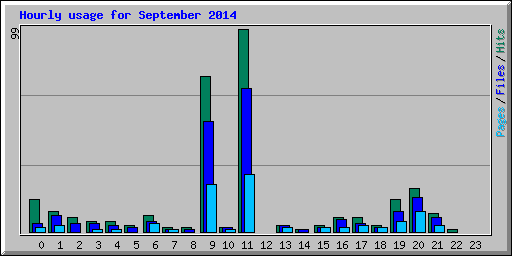 Hourly usage for September 2014
99
Pages/Files/Hits
0 1 2 3 4 5 6 7 8 9 10 11 12 13 14 15 16 17 18 19 20 21 22 23